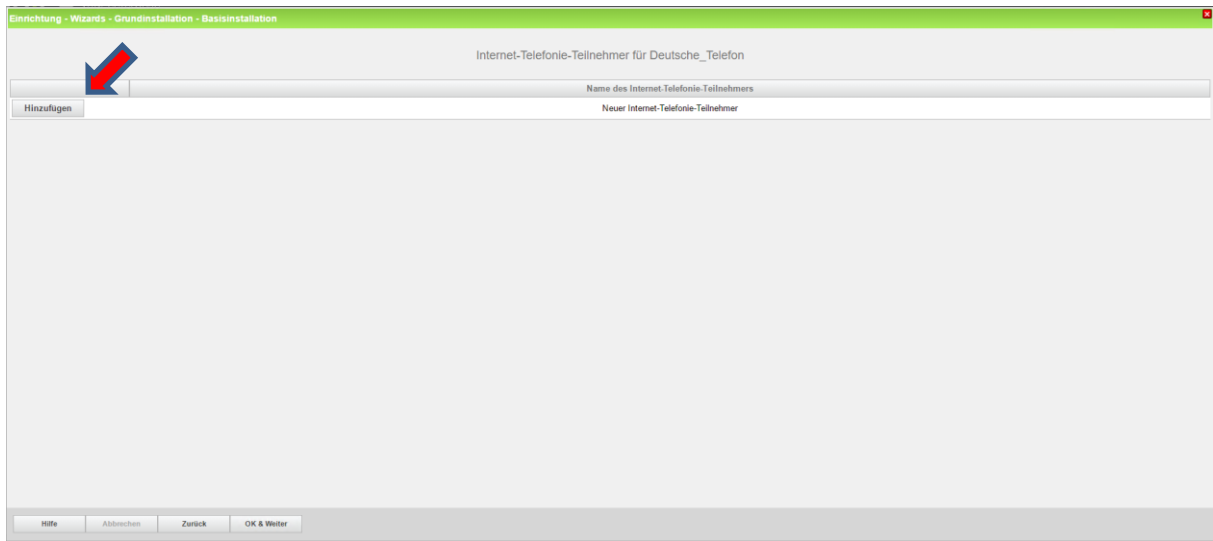 Einrichtung - Wizards - Grundinstallation - Basisinstallation
Internet-Telefonie-Teilnehmer für Deutsche_Telefon
Name des Internet-Telefonie-Teilnehmers
Hinzufügen
Neuer Internet-Telefonie-Teilnehmer
Hilfe
Abbrechen
Zurück
OK & Weiter